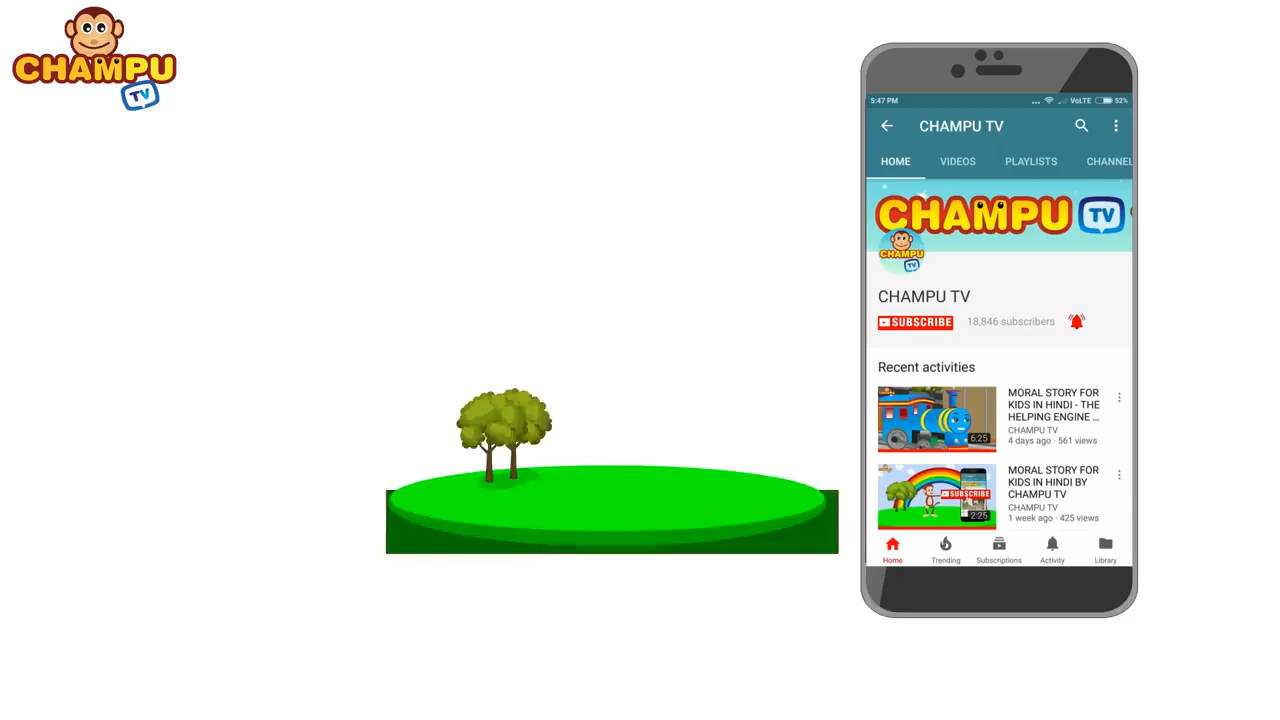 CHAMPU
TV
5:47 PM
... VoLTE 52%
CHAMPU TV
HOME VIDEOS PLAYLISTS CHANNEL
CHAMPU TV
CHAMPU
TV
CHAMPU TV
SUBSCRIBE 18,846 subscribers
Recent activities
MORAL STORY FOR
KIDS IN HINDI - THE
HELPING ENGINE ...
CHAMPU TV
4 days ago · 561 views
6:25
MORAL STORY FOR
KIDS IN HINDI BY
CHAMPU TV
CHAMPU TV
1 week ago · 425 views
SUBSCRIBE
2:25
Home Trending Subscriptions Activity Library